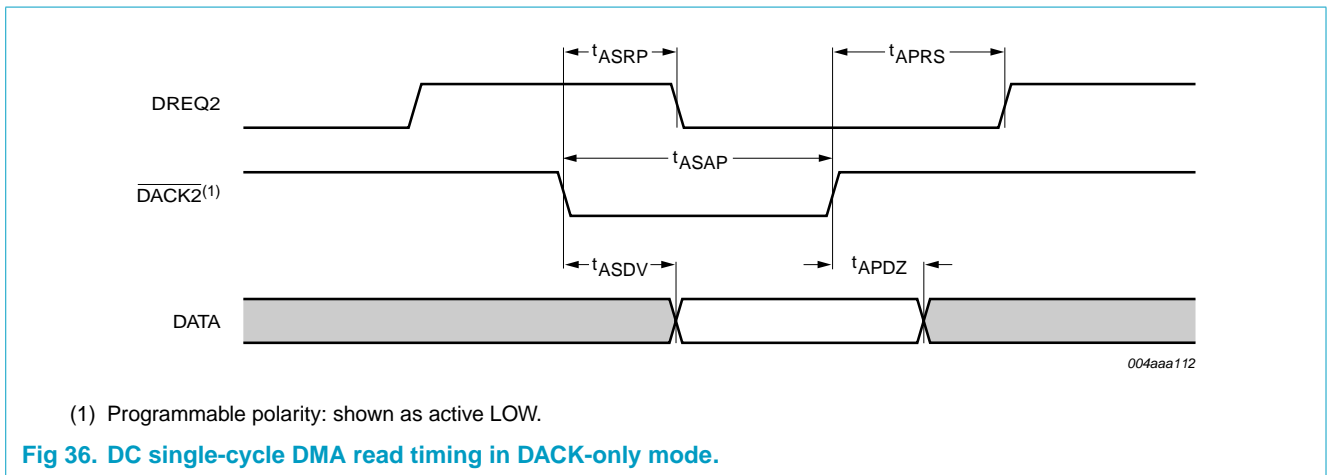 tASRP
tAPRS
DREQ2
tASAP
DACK2(1)
tASDV
tAPDZ
DATA
004aaa112
(1) Programmable polarity: shown as active LOW.
Fig 36. DC single-cycle DMA read timing in DACK-only mode.